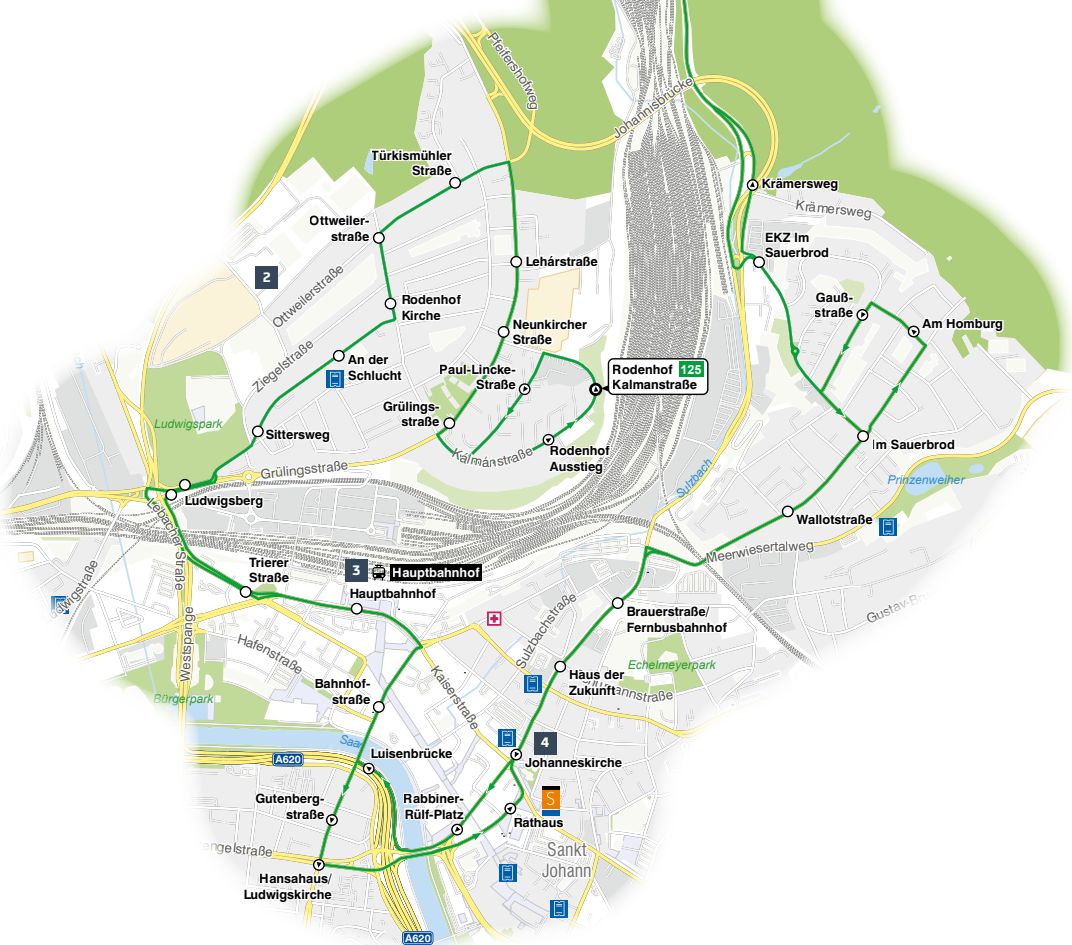 Pfeifershofweg
Johannisbrücke
Türkismühler
Straße
Krämersweg
Krämersweg
Ottweiler-
straße
EKZ Im
Sauerbrod
Lehárstraße
2
Ottweilerstraße
Rodenhof
Kirche
Gauß-
straße
Am Homburg
Neunkircher
Straße
Ziegelstraße
An der
Schlucht
Paul-Lincke-
Straße
Rodenhof 125
Kalmanstraße
Grülings-
straße
Ludwigspark
Sittersweg
Im Sauerbrod
Kálmánstraße
Rodenhof
Ausstieg
Grülingsstraße
Sulzbach
Prinzenweiher
Ludwigsberg
Lebacher Straße
Wallotstraße
Meerwiesertalweg
Trierer
Straße
3 Hauptbahnhof
Hauptbahnhof
Westspange
Brauerstraße/
Fernbusbahnhof
Sulzbachstraße
Hafenstraße
Echelmeyerpark
Haus der
Zukunft
Kaiserstraße
Bahnhof-
straße
Bürgerpark
Saar
4
Luisenbrücke
A620
Johanneskirche
Gutenberg-
straße
Rabbiner-
Rülf-Platz
S
Rathaus
Sankt
Johann
Hansahaus/
Ludwigskirche
A620